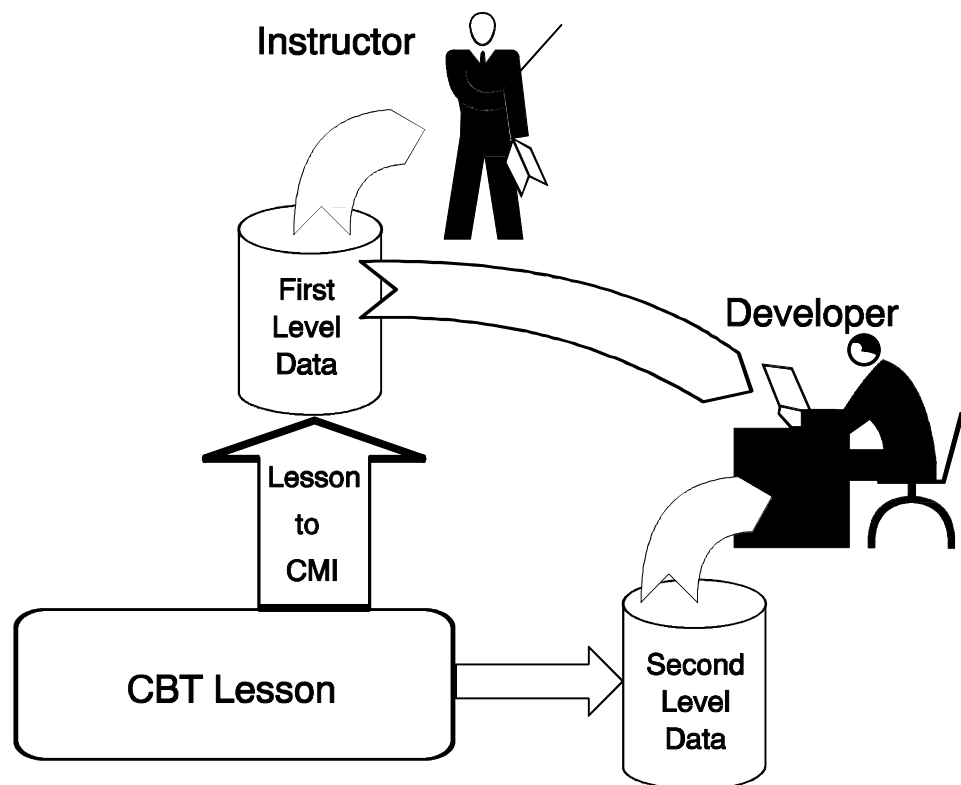 Instructor
First
Level
Data
Developer
Lesson
to
CMI
CBT Lesson
Second
Level
Data